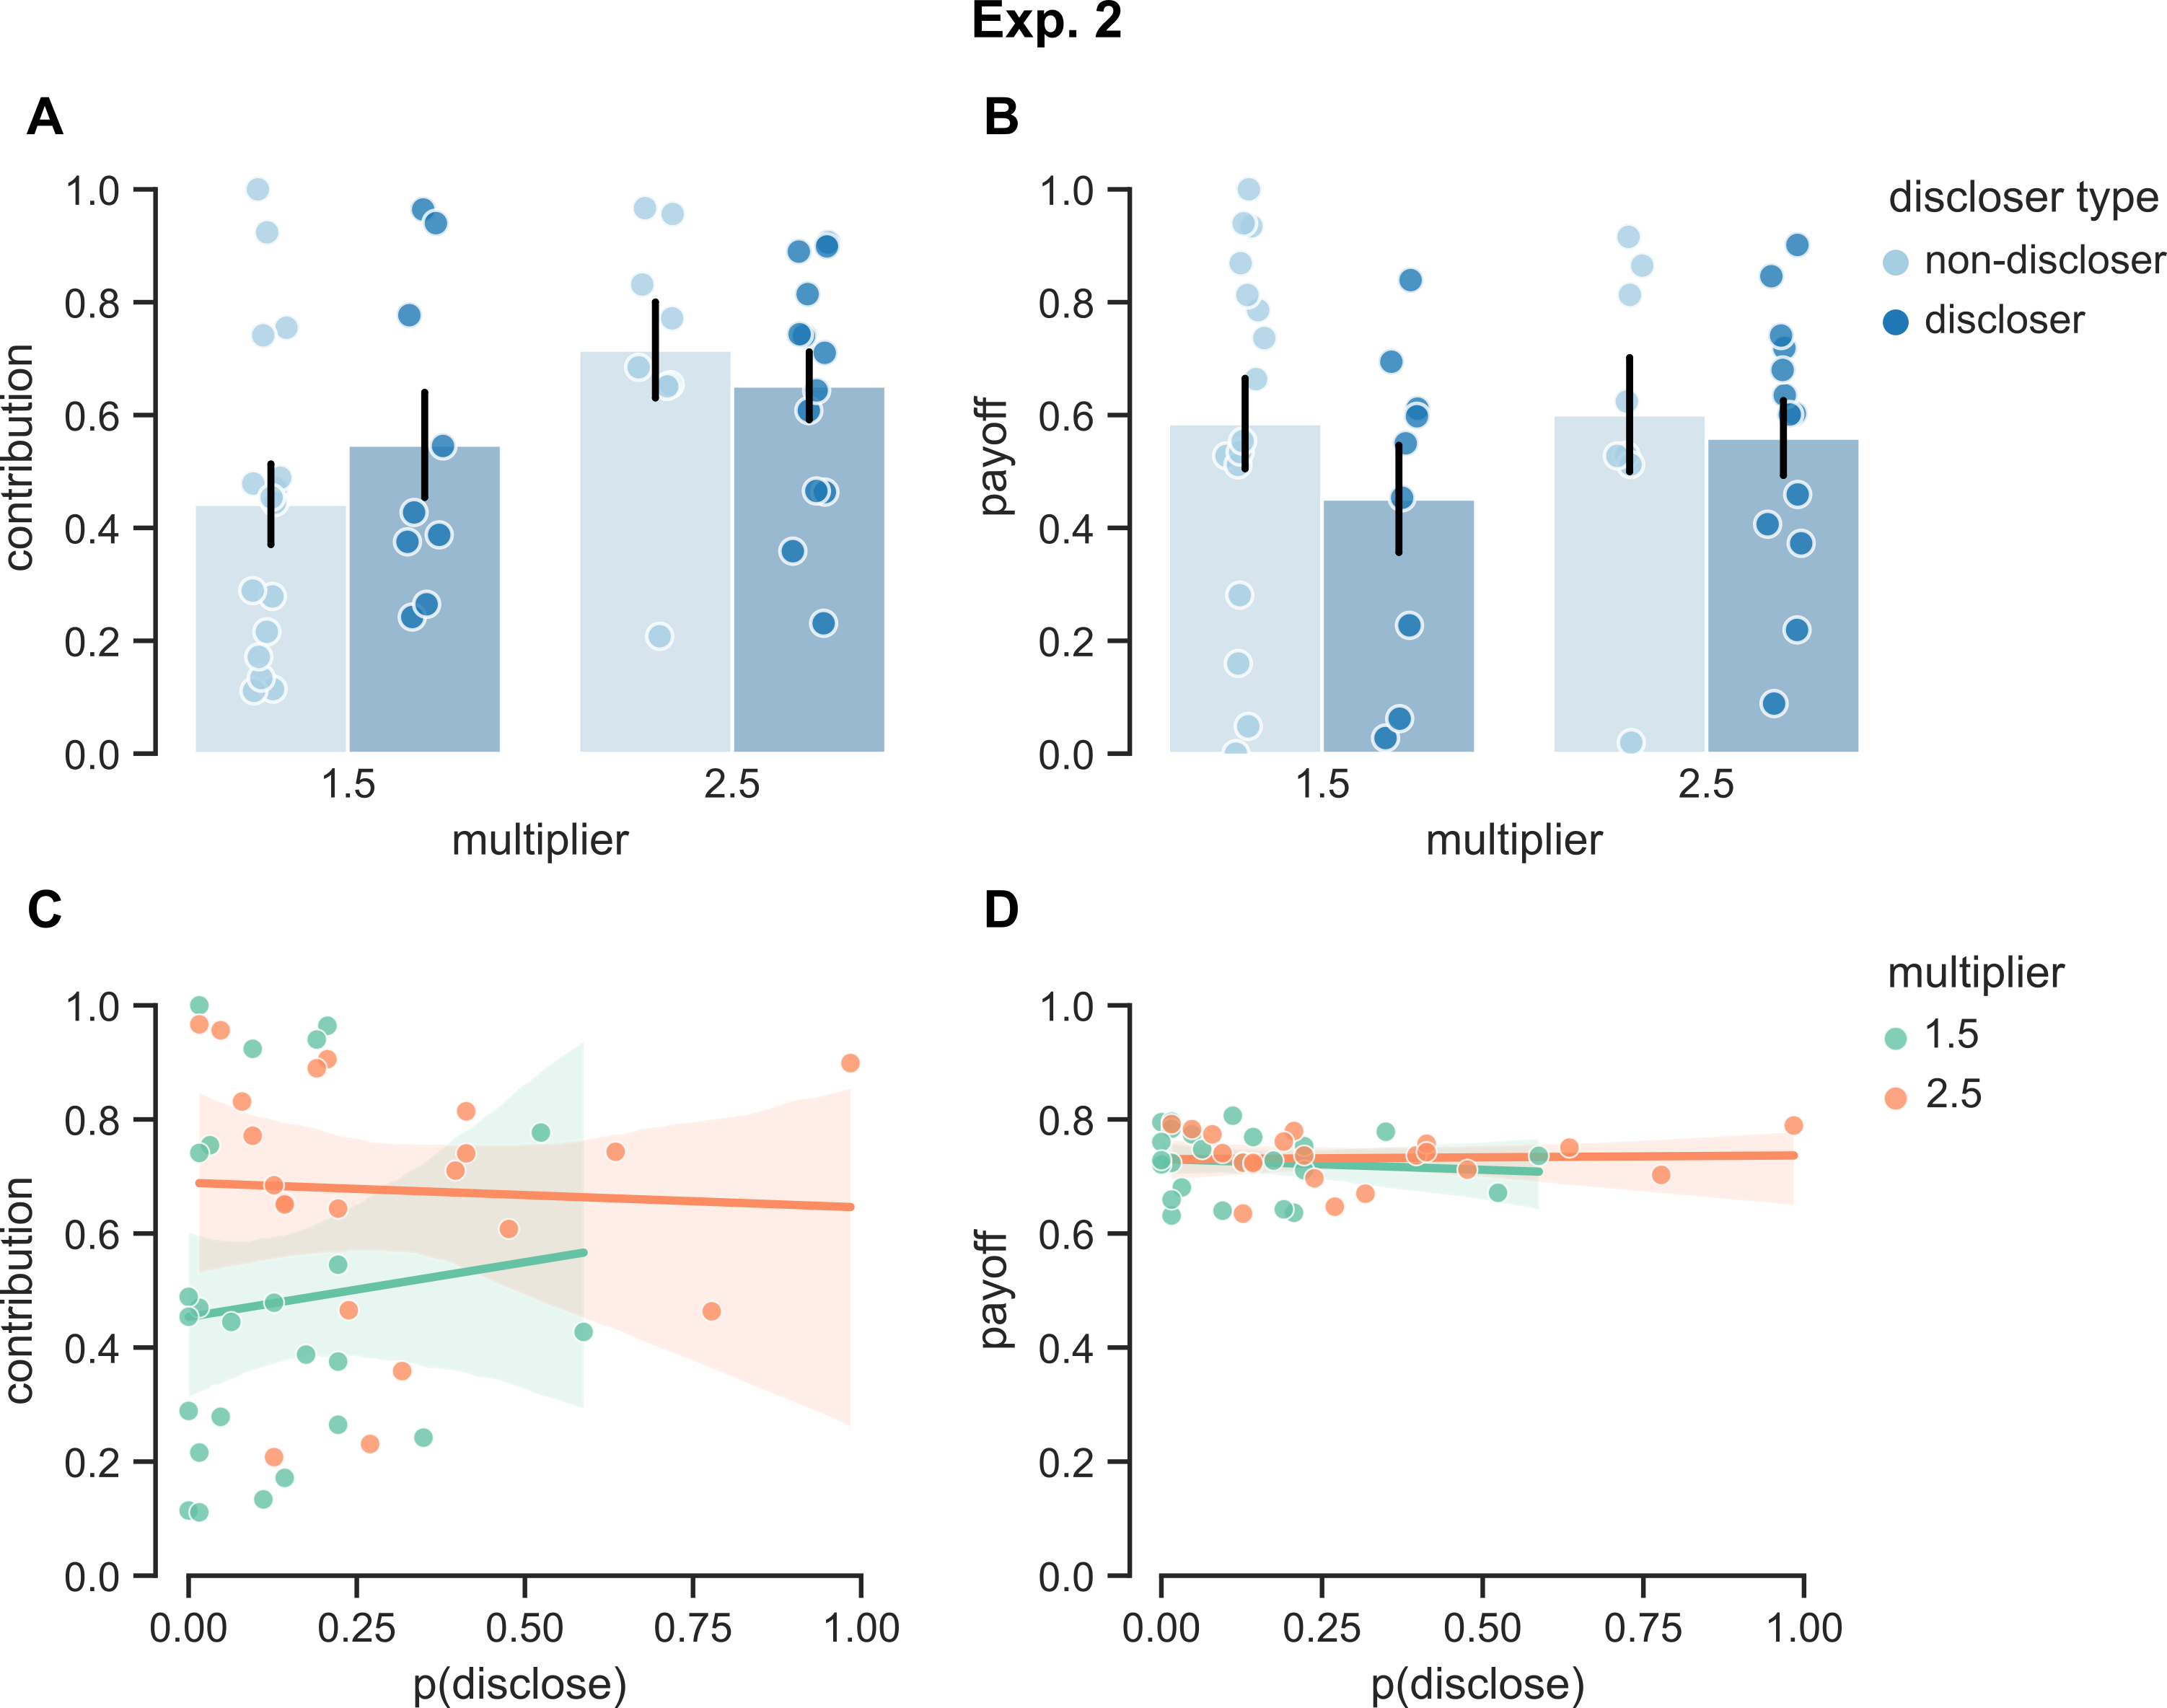 Exp. 2
A
1.0
0.8
0.6
0.4
0.2
0.0
contribution
1.5
2.5
multiplier
B
1.0
0.8
0.6
0.4
0.2
0.0
payoff
1.5
2.5
multiplier
discloser type
non-discloser
discloser
C
1.0
0.8
0.6
0.4
0.2
0.0
contribution
0.00 0.25 0.50 0.75 1.00
p(disclose)
D
1.0
0.8
0.6
0.4
0.2
0.0
payoff
0.00 0.25 0.50 0.75 1.00
p(disclose)
multiplier
1.5
2.5